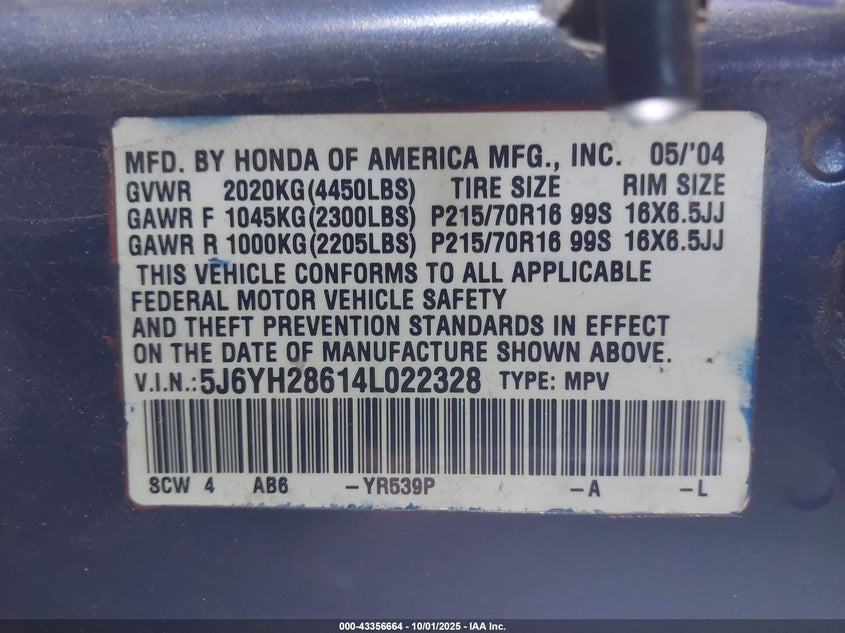 MFD. BY HONDA OF AMERICA MFG., INC. 05/'04
GVWR 2020KG(4450LBS) TIRE SIZE RIM SIZE
GAWR F 1045KG(2300LBS) P215/70R16 99S 16X6.5JJ
GAWR R 1000KG(2205LBS) P215/70R16 99S 16X6.5JJ
THIS VEHICLE CONFORMS TO ALL APPLICABLE
FEDERAL MOTOR VEHICLE SAFETY
AND THEFT PREVENTION STANDARDS IN EFFECT
ON THE DATE OF MANUFACTURE SHOWN ABOVE.
V.I.N.:5J6YH28614L022328 TYPE: MPV
SCW 4 AB6 -YR539P -A -L
000-43356664 - 10/01/2025 - IAA Inc.